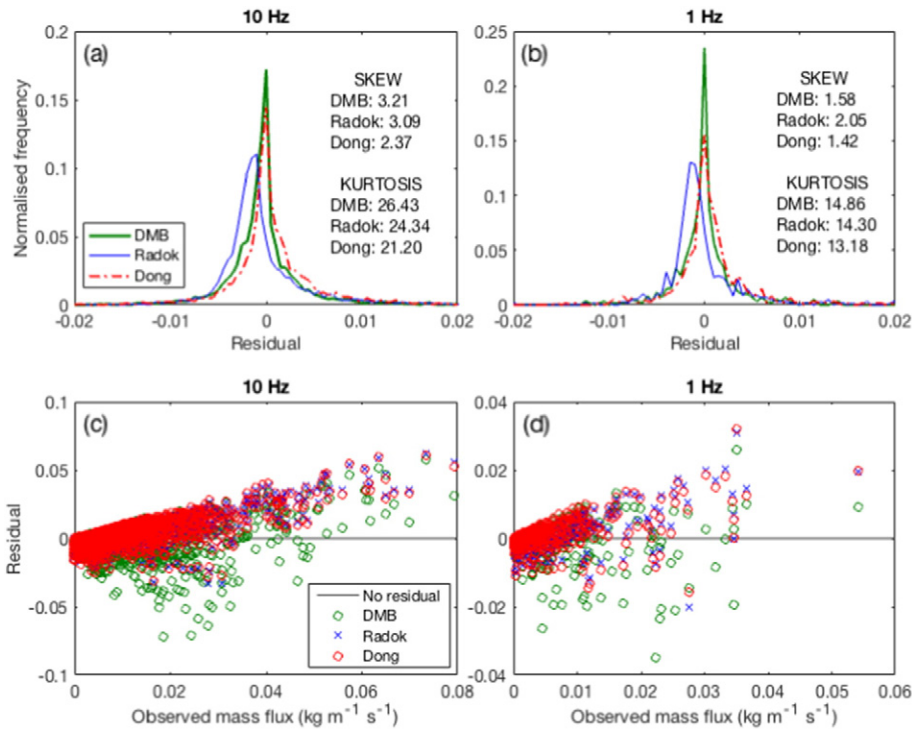 10 Hz
(a)
0.2
0.15
0.1
0.05
0
Normalised frequency
SKEW
DMB: 3.21
Radok: 3.09
Dong: 2.37
KURTOSIS
DMB: 26.43
Radok: 24.34
Dong: 21.20
DMB
Radok
Dong
-0.02 -0.01 0 0.01 0.02
Residual
1 Hz
(b)
0.25
0.2
0.15
0.1
0.05
0
SKEW
DMB: 1.58
Radok: 2.05
Dong: 1.42
KURTOSIS
DMB: 14.86
Radok: 14.30
Dong: 13.18
-0.02 -0.01 0 0.01 0.02
Residual
10 Hz
(c)
0.1
0.05
0
-0.05
-0.1
Residual
No residual
DMB
Radok
Dong
0 0.02 0.04 0.06 0.08
Observed mass flux (kg m⁻¹ s⁻¹)
1 Hz
(d)
0.04
0.02
0
-0.02
-0.04
0 0.01 0.02 0.03 0.04 0.05 0.06
Observed mass flux (kg m⁻¹ s⁻¹)